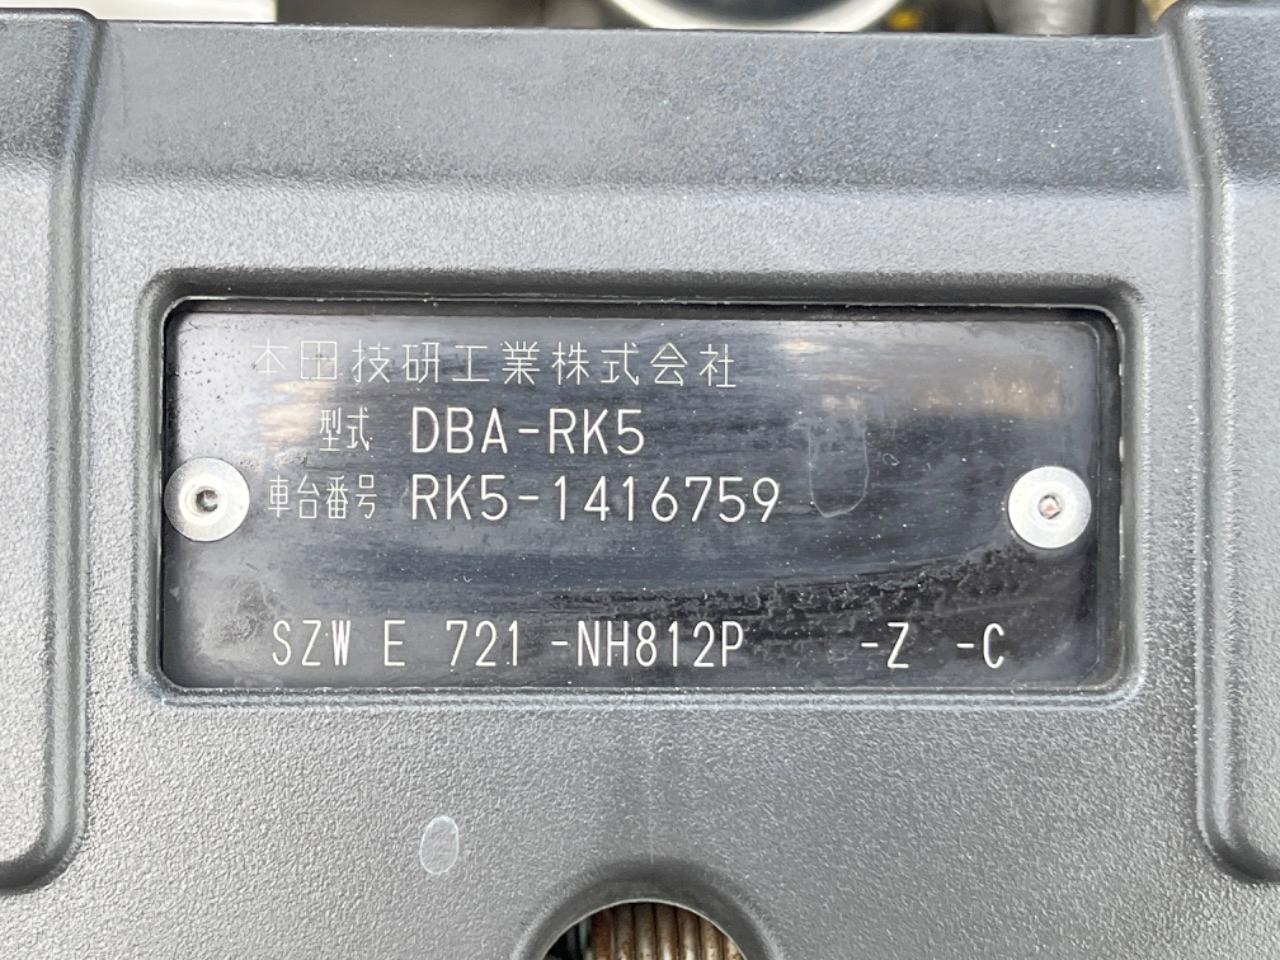 本田技研工業株式会社
型式 DBA-RK5
車台番号 RK5-1416759
SZW E 721 -NH812P -Z -C